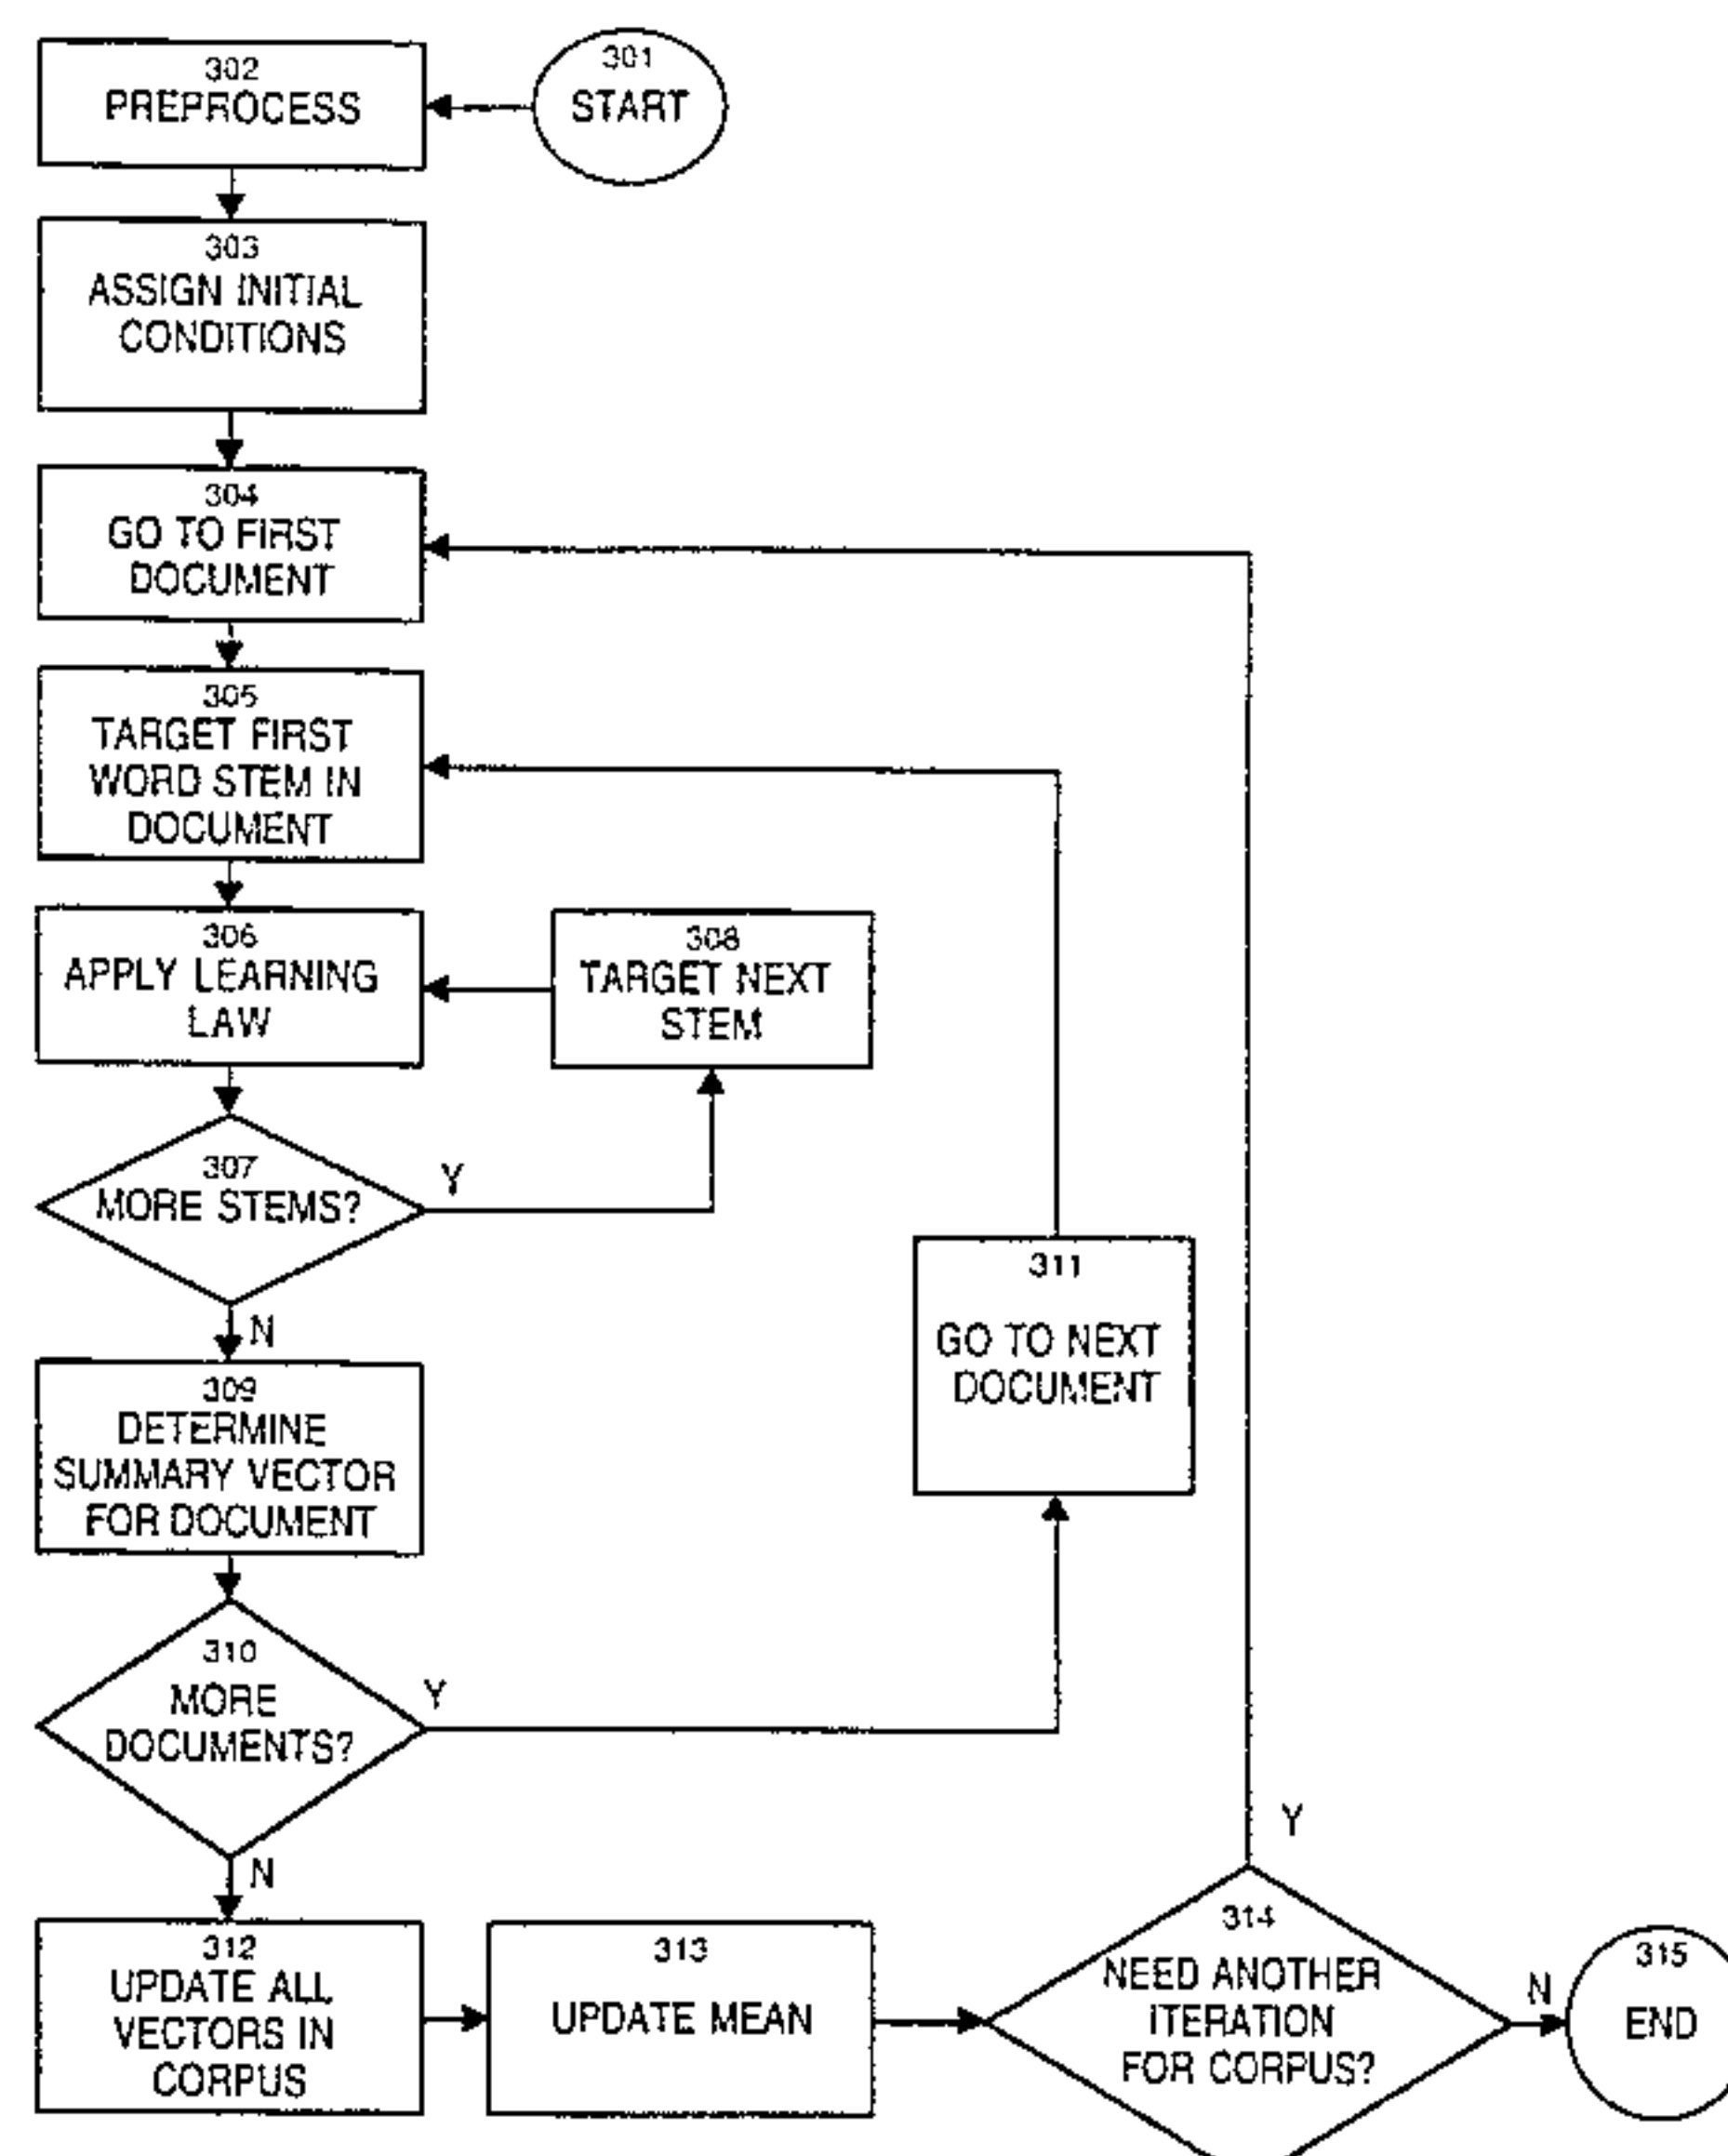 301
START
302
PREPROCESS
303
ASSIGN INITIAL
CONDITIONS
304
GO TO FIRST
DOCUMENT
305
TARGET FIRST
WORD STEM IN
DOCUMENT
306
APPLY LEARNING
LAW
308
TARGET NEXT
STEM
307
MORE STEMS?
Y
N
309
DETERMINE
SUMMARY VECTOR
FOR DOCUMENT
311
GO TO NEXT
DOCUMENT
310
MORE
DOCUMENTS?
Y
N
312
UPDATE ALL
VECTORS IN
CORPUS
313
UPDATE MEAN
314
NEED ANOTHER
ITERATION
FOR CORPUS?
Y
N
315
END